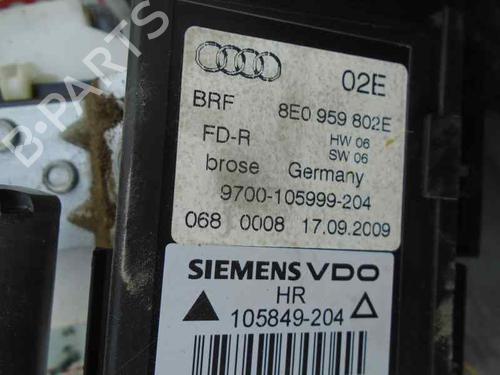 B-PARTS
02E
BRF 8E0 959 802E
FD-R HW 06
SW 06
brose Germany
9700-105999-204
068 0008 17.09.2009
SIEMENS VDO
HR
105849-204